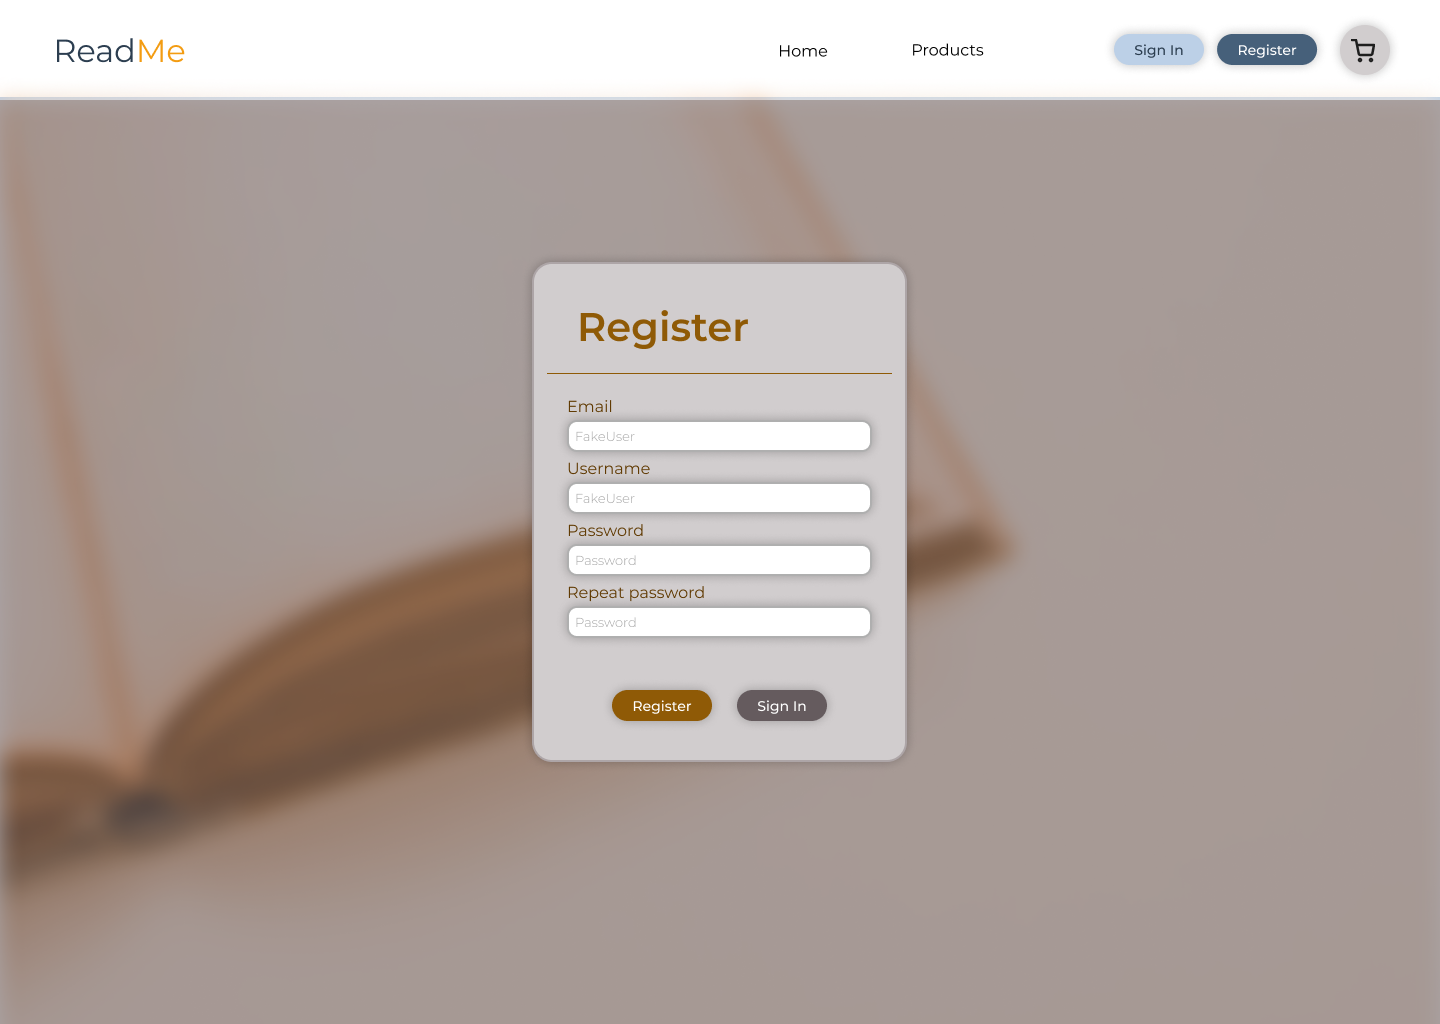 ReadMe
Home
Products
Sign In
Register
Register
Email
FakeUser
Username
FakeUser
Password
Password
Repeat password
Password
Register
Sign In